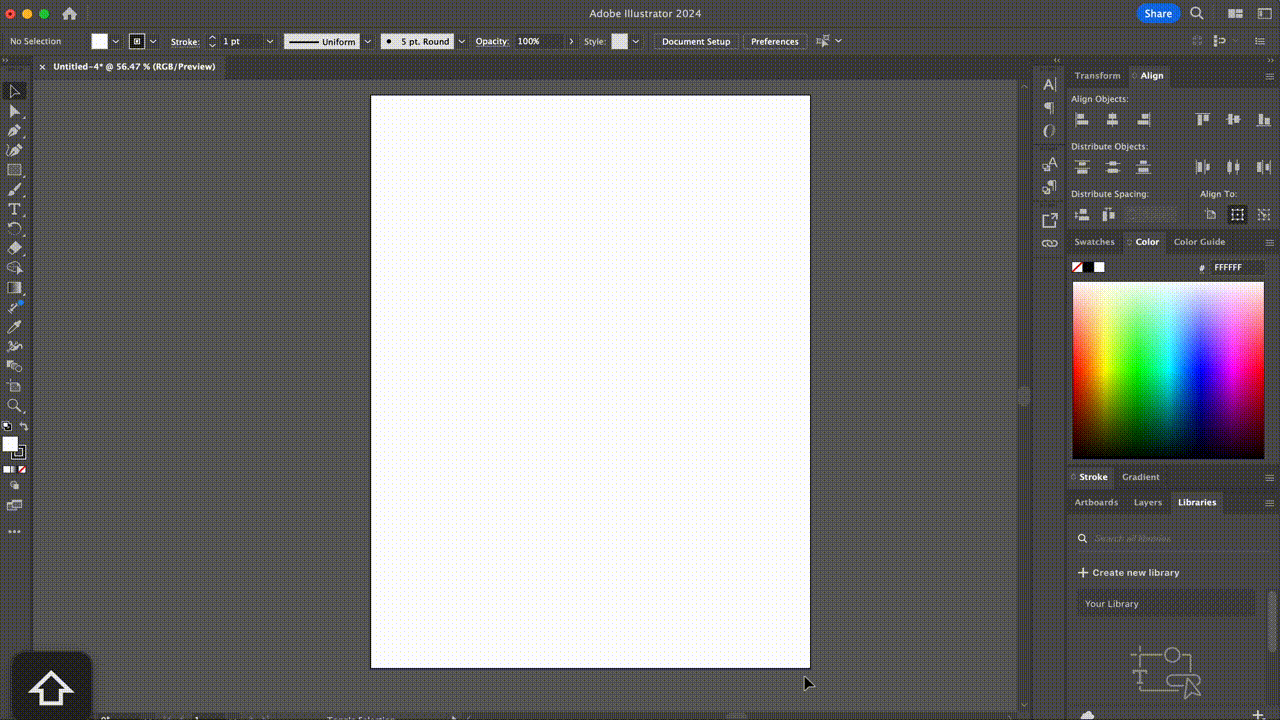 Adobe Illustrator 2024
Share
No Selection
Stroke:
1 pt
Uniform
5 pt. Round
Opacity:
100%
Style:
Document Setup
Preferences
Untitled-4* @ 56.47 % (RGB/Preview)
Transform
Align
Align Objects:
Distribute Objects:
Distribute Spacing:
Align To:
Swatches
Color
Color Guide
# FFFFFF
Stroke
Gradient
Artboards
Layers
Libraries
Search all libraries
Create new library
Your Library
Toggle Selection